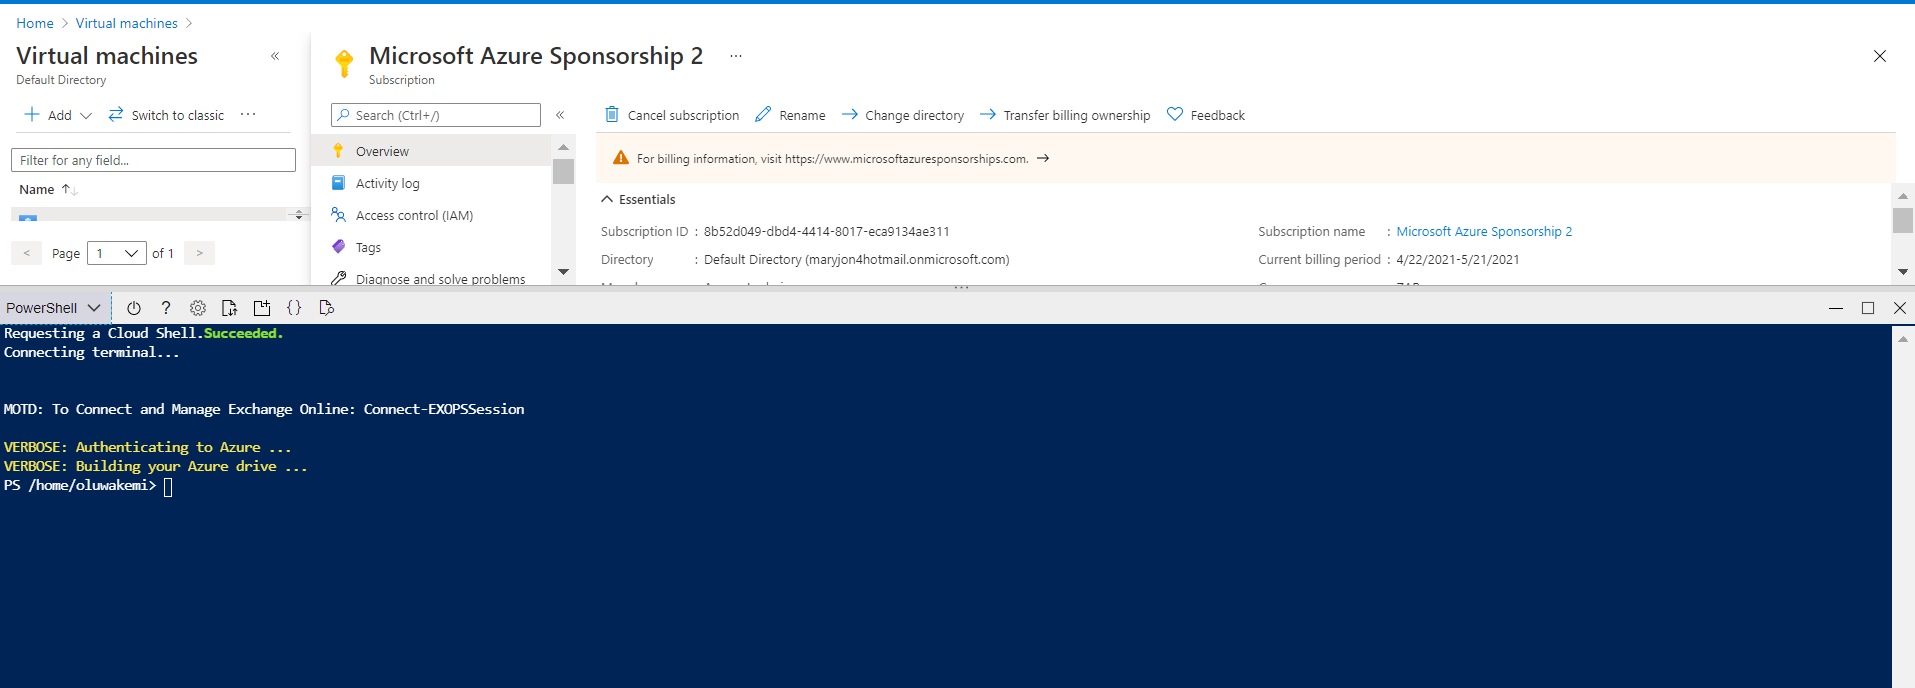 Home > Virtual machines >
Virtual machines «
Default Directory
+ Add Switch to classic ...
Filter for any field...
Name ↑↓
< Page 1 of 1 >
Microsoft Azure Sponsorship 2 ...
Subscription
Search (Ctrl+/) «
Overview
Activity log
Access control (IAM)
Tags
Diagnose and solve problems
Cancel subscription Rename Change directory Transfer billing ownership Feedback
For billing information, visit https://www.microsoftazuresponsorships.com. →
Essentials
Subscription ID : 8b52d049-dbd4-4414-8017-eca9134ae311
Directory : Default Directory (maryjon4hotmail.onmicrosoft.com)
Subscription name : Microsoft Azure Sponsorship 2
Current billing period : 4/22/2021-5/21/2021
PowerShell ? {}
Requesting a Cloud Shell.Succeeded.
Connecting terminal...
MOTD: To Connect and Manage Exchange Online: Connect-EXOPSSession
VERBOSE: Authenticating to Azure ...
VERBOSE: Building your Azure drive ...
PS /home/oluwakemi>